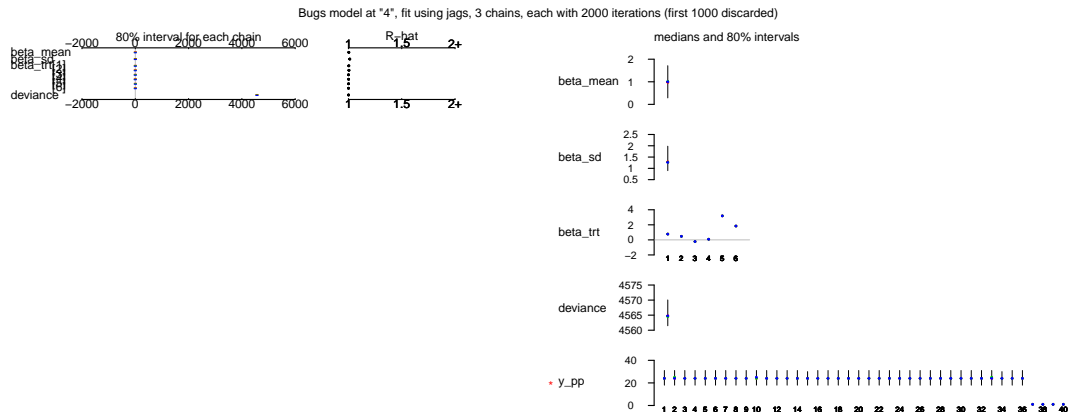 Bugs model at "4", fit using jags, 3 chains, each with 2000 iterations (first 1000 discarded)
80% interval for each chain
R-hat
medians and 80% intervals
−2000 0 2000 4000 6000
1 1.5 2+
beta_mean
beta_sd
beta_trt[1]
[2]
[3]
[4]
[5]
[6]
deviance
−2000 0 2000 4000 6000
1 1.5 2+
beta_mean
2
1
0
beta_sd
2.5
2
1.5
1
0.5
beta_trt
4
2
0
−2
1 2 3 4 5 6
deviance
4575
4570
4565
4560
* y_pp
40
20
0
1 2 3 4 5 6 7 8 9 10 12 14 16 18 20 22 24 26 28 30 32 34 36 38 40